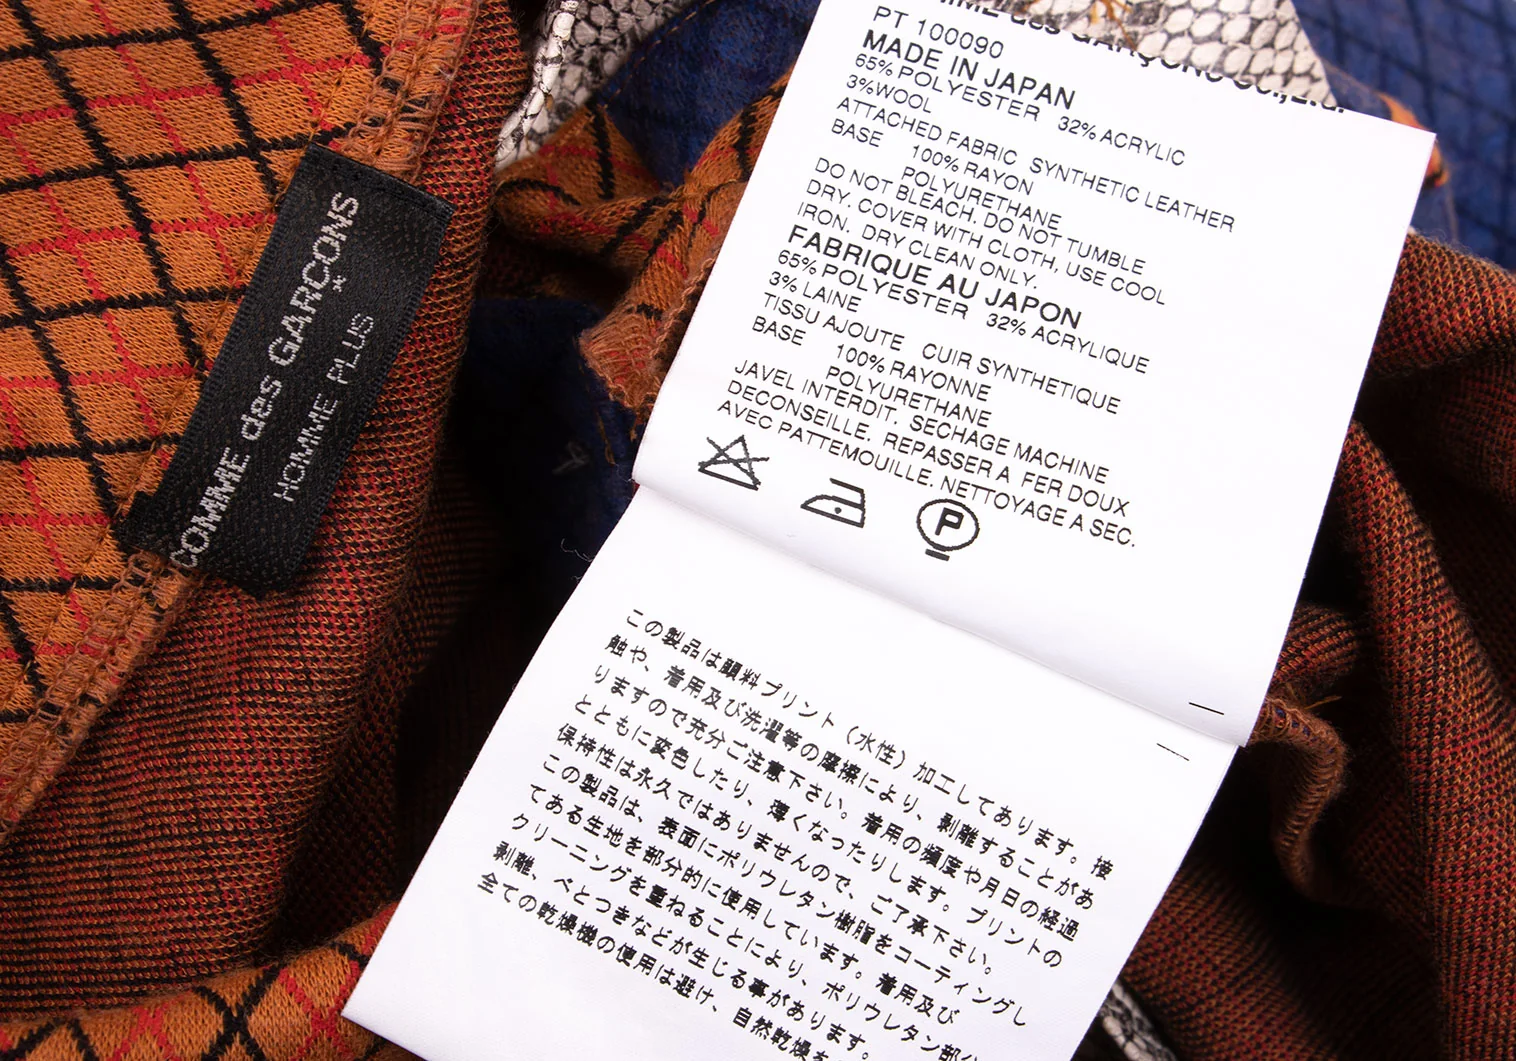 COMME des GARÇONS
HOMME PLUS
COMME des GARÇONS Co.,Ltd.
PT 100090
MADE IN JAPAN
65% POLYESTER 32% ACRYLIC
3%WOOL
ATTACHED FABRIC SYNTHETIC LEATHER
BASE 100% RAYON
POLYURETHANE
DO NOT BLEACH. DO NOT TUMBLE
DRY. COVER WITH CLOTH, USE COOL
IRON. DRY CLEAN ONLY.
FABRIQUE AU JAPON
65% POLYESTER 32% ACRYLIQUE
3% LAINE
TISSU AJOUTE CUIR SYNTHETIQUE
BASE 100% RAYONNE
POLYURETHANE
JAVEL INTERDIT. SECHAGE MACHINE
DECONSEILLE. REPASSER A FER DOUX
AVEC PATTEMOUILLE. NETTOYAGE A SEC.
P
この製品は顔料プリント（水性）加工してあります。接
触や、着用及び洗濯等の摩擦により、剥離することがあ
りますので充分ご注意下さい。着用の頻度や月日の経過
とともに変色したり、薄くなったりします。プリントの
保持性は永久ではありませんので、ご了承下さい。
この製品は、表面にポリウレタン樹脂をコーティングし
てある生地を部分的に使用しています。着用及び
クリーニングを重ねることにより、ポリウレタン部分
剥離、べとつきなどが生じる事があります。
全ての乾燥機の使用は避け、自然乾燥を